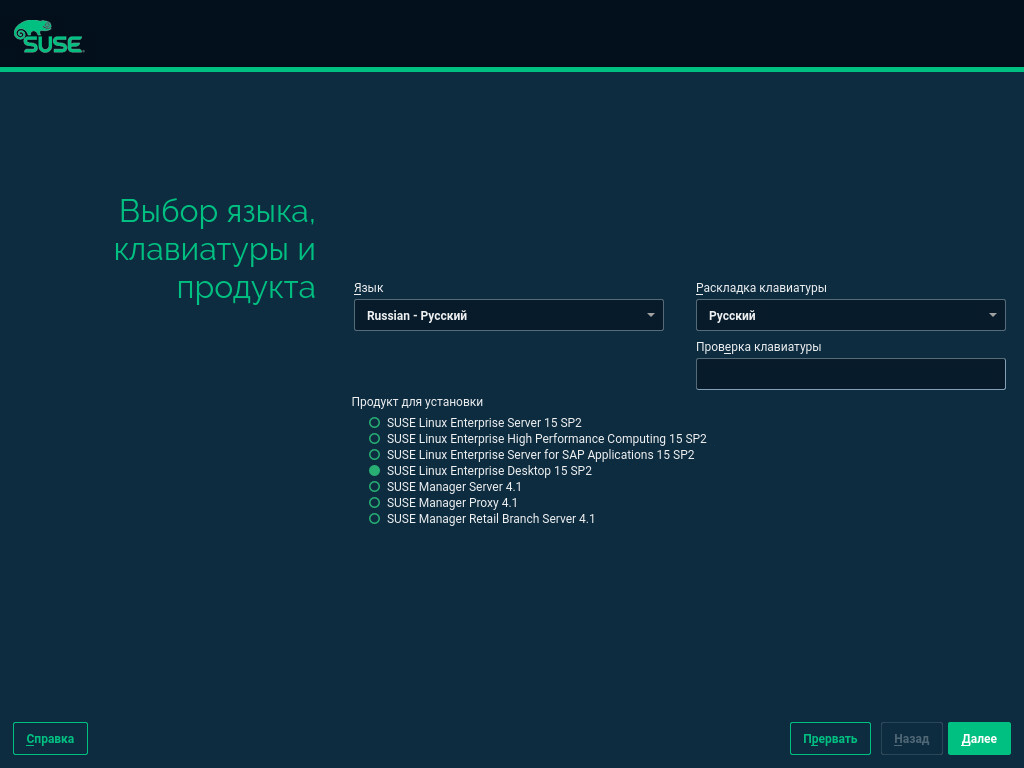 SUSE
Выбор языка,
клавиатуры и
продукта
Язык
Раскладка клавиатуры
Russian - Русский
Русский
Проверка клавиатуры
Продукт для установки
SUSE Linux Enterprise Server 15 SP2
SUSE Linux Enterprise High Performance Computing 15 SP2
SUSE Linux Enterprise Server for SAP Applications 15 SP2
SUSE Linux Enterprise Desktop 15 SP2
SUSE Manager Server 4.1
SUSE Manager Proxy 4.1
SUSE Manager Retail Branch Server 4.1
Справка
Прервать
Назад
Далее